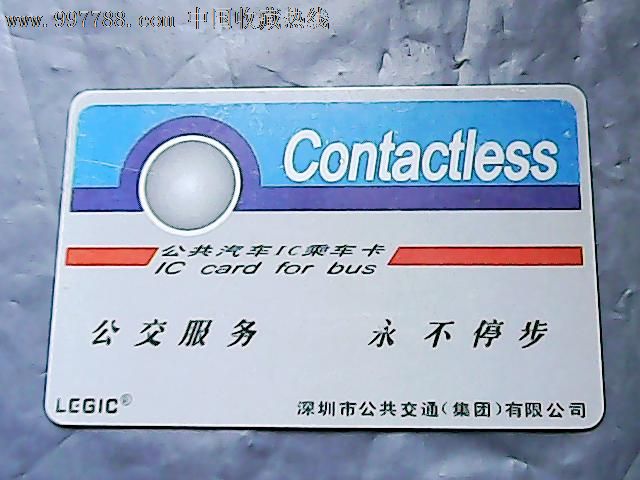 www.997788.com 中国收藏热线
Contactless
公共汽车IC乘车卡
IC card for bus
公交服务 永不停步
LEGIC®
深圳市公共交通(集团)有限公司